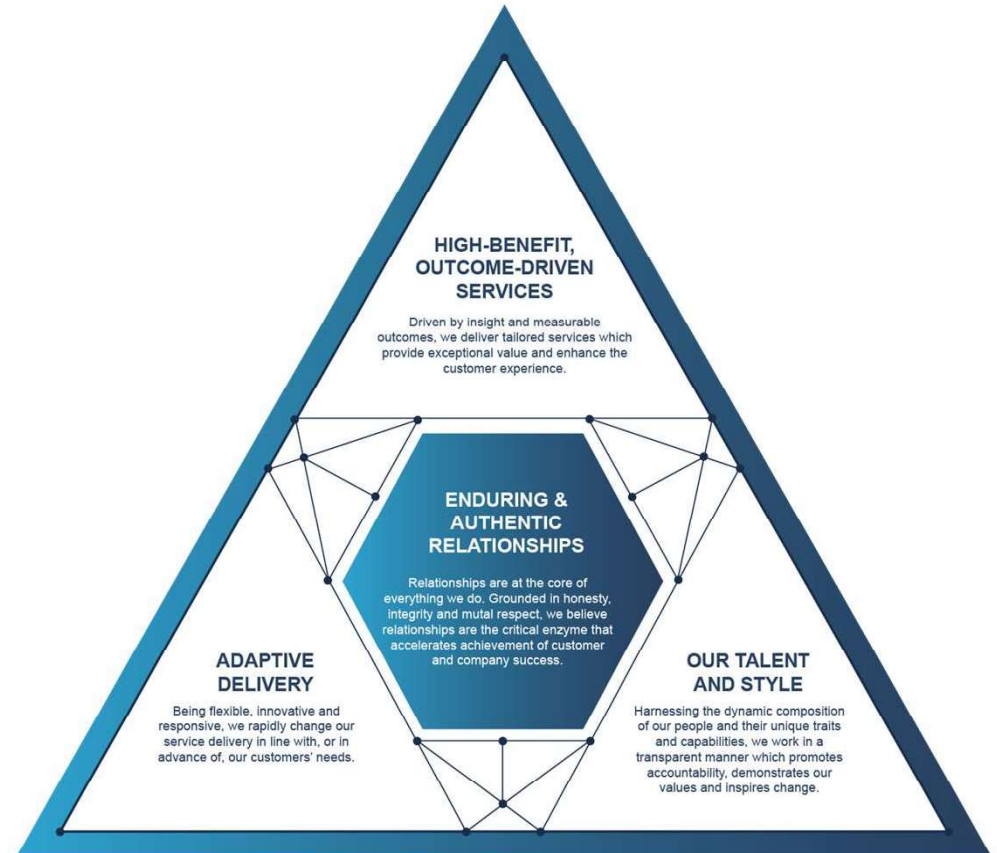 HIGH-BENEFIT,
OUTCOME-DRIVEN
SERVICES
Driven by insight and measurable
outcomes, we deliver tailored services which
provide exceptional value and enhance the
customer experience.
ENDURING &
AUTHENTIC
RELATIONSHIPS
Relationships are at the core of
everything we do. Grounded in honesty,
integrity and mutal respect, we believe
relationships are the critical enzyme that
accelerates achievement of customer
and company success.
ADAPTIVE
DELIVERY
Being flexible, innovative and
responsive, we rapidly change our
service delivery in line with, or in
advance of, our customers' needs.
OUR TALENT
AND STYLE
Harnessing the dynamic composition
of our people and their unique traits
and capabilities, we work in a
transparent manner which promotes
accountability, demonstrates our
values and inspires change.